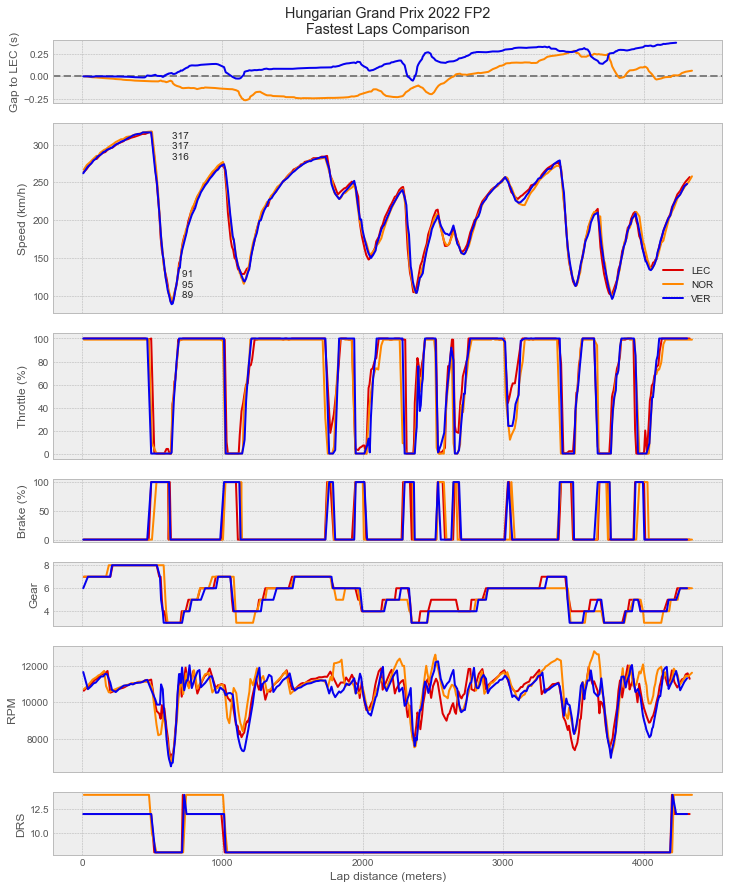 Hungarian Grand Prix 2022 FP2
Fastest Laps Comparison
Gap to LEC (s)
0.25
0.00
−0.25
Speed (km/h)
300
250
200
150
100
317
317
316
91
95
89
LEC
NOR
VER
Throttle (%)
100
80
60
40
20
0
Brake (%)
100
50
0
Gear
8
6
4
RPM
12000
10000
8000
DRS
12.5
10.0
0
1000
2000
3000
4000
Lap distance (meters)